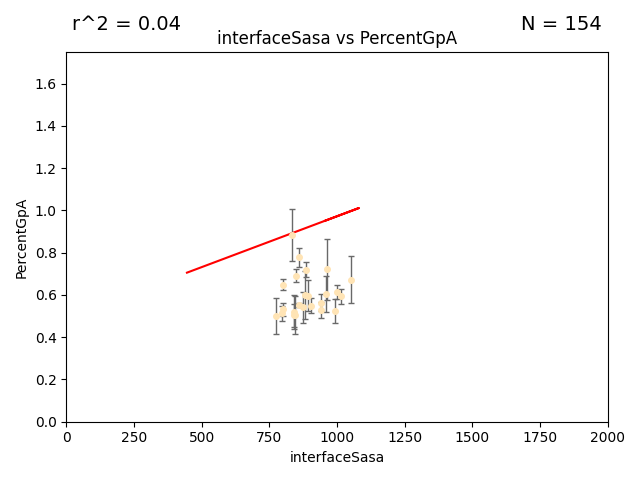 r^2 = 0.04
N = 154
interfaceSasa vs PercentGpA
PercentGpA
1.6
1.4
1.2
1.0
0.8
0.6
0.4
0.2
0.0
0 250 500 750 1000 1250 1500 1750 2000
interfaceSasa